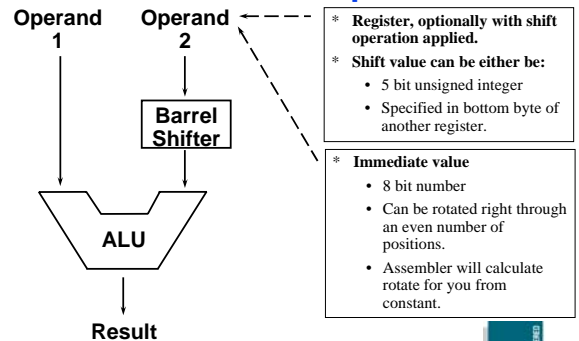 Operand
1
Operand
2
Barrel
Shifter
ALU
Result
* Register, optionally with shift
operation applied.
* Shift value can be either be:
• 5 bit unsigned integer
• Specified in bottom byte of
another register.
* Immediate value
• 8 bit number
• Can be rotated right through
an even number of
positions.
• Assembler will calculate
rotate for you from
constant.